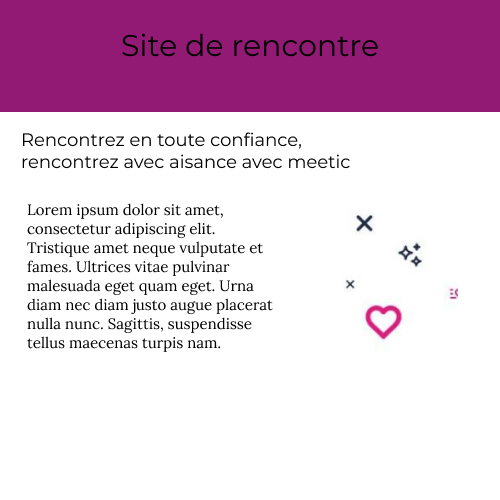 Site de rencontre
Rencontrez en toute confiance,
rencontrez avec aisance avec meetic
Lorem ipsum dolor sit amet,
consectetur adipiscing elit.
Tristique amet neque vulputate et
fames. Ultrices vitae pulvinar
malesuada eget quam eget. Urna
diam nec diam justo augue placerat
nulla nunc. Sagittis, suspendisse
tellus maecenas turpis nam.